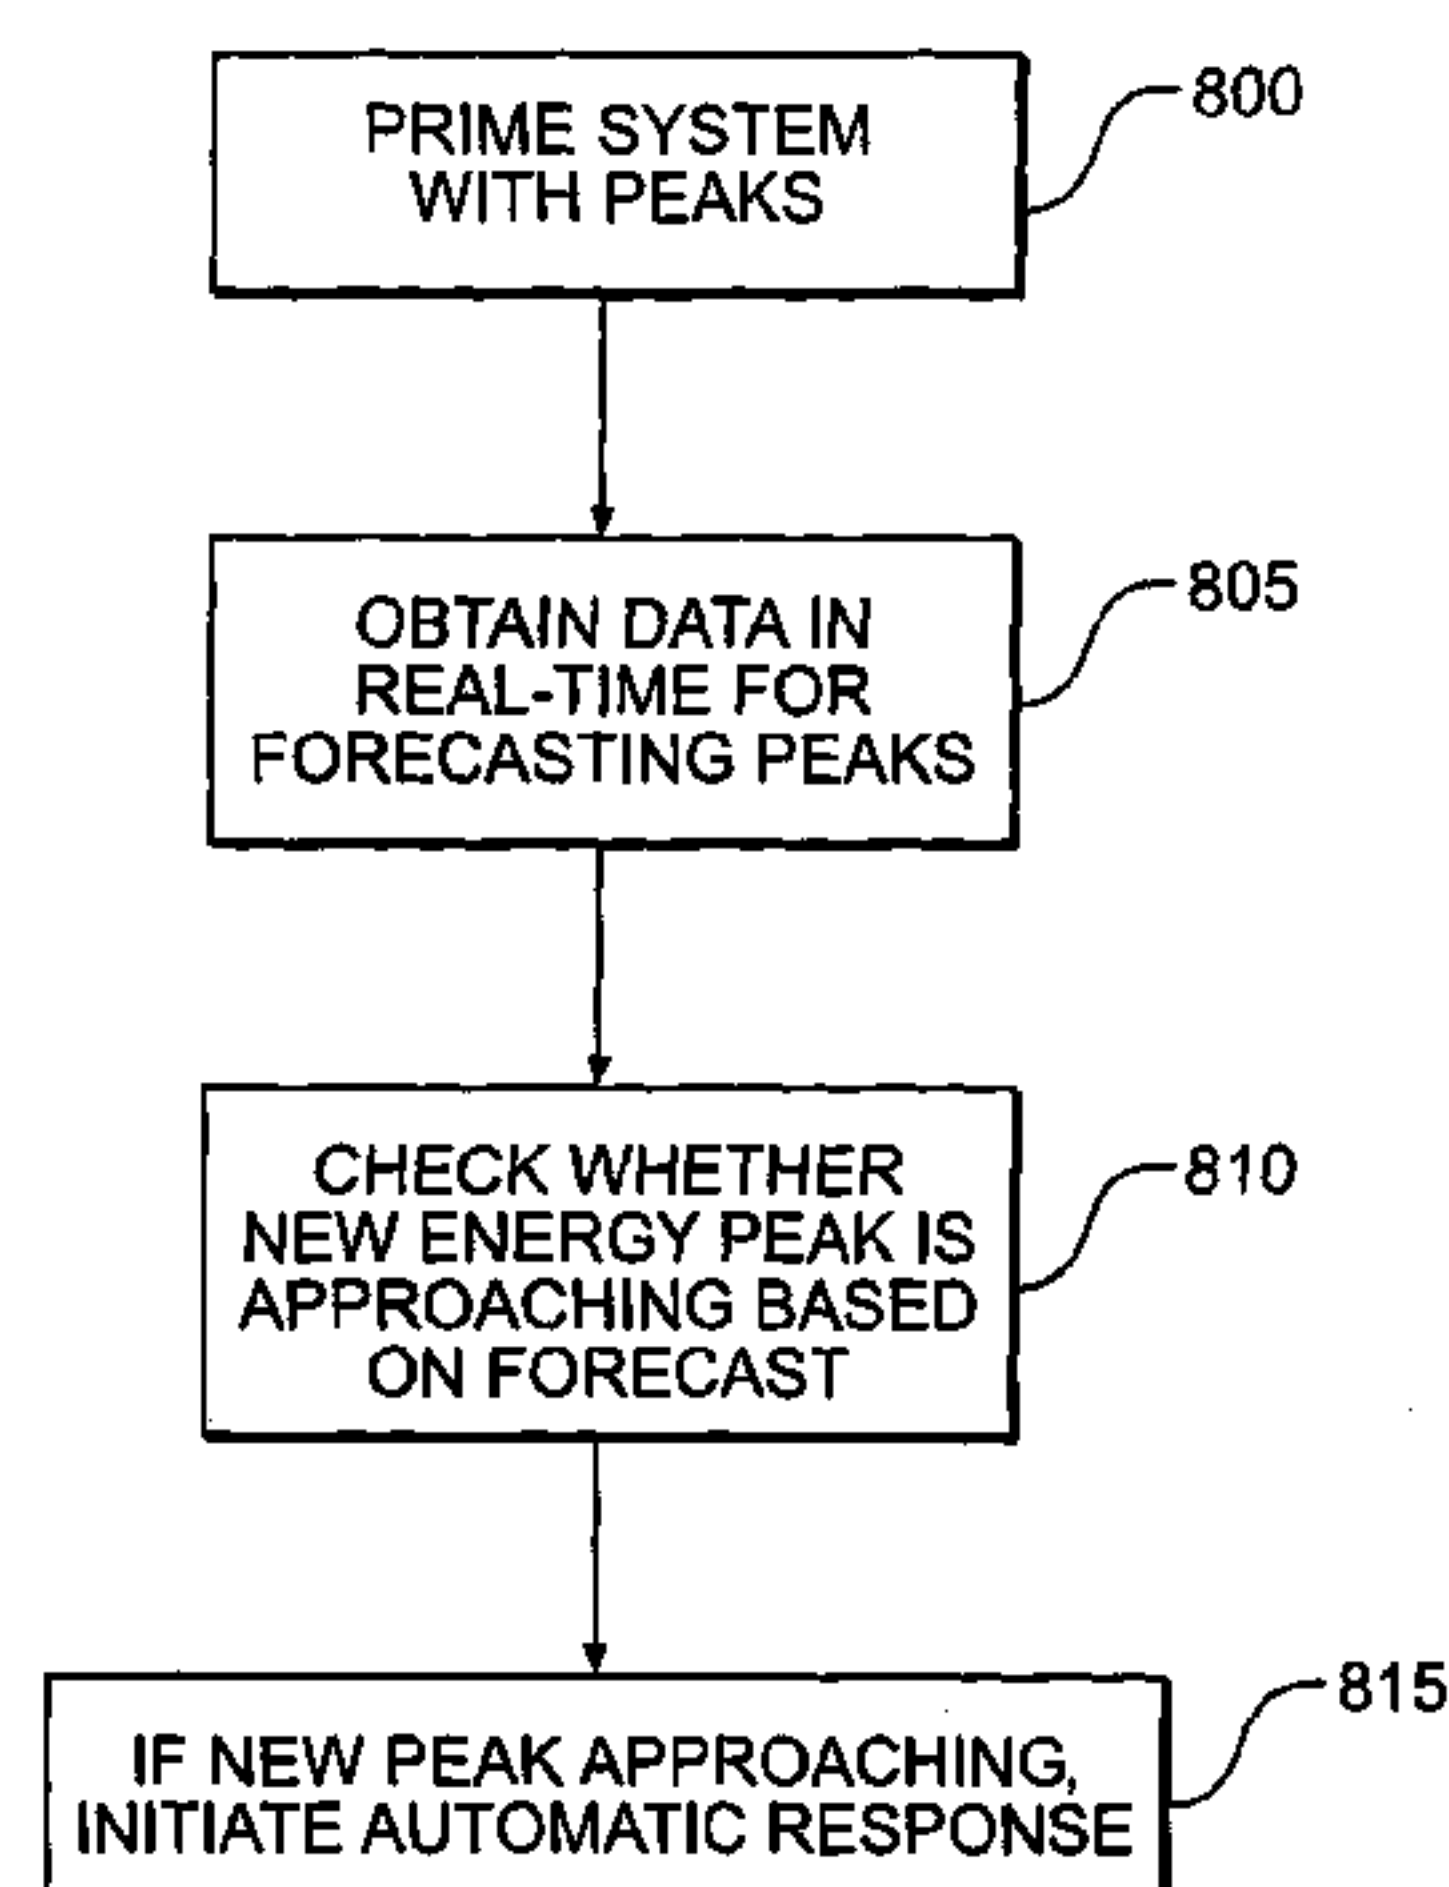 PRIME SYSTEM
WITH PEAKS
800
OBTAIN DATA IN
REAL-TIME FOR
FORECASTING PEAKS
805
CHECK WHETHER
NEW ENERGY PEAK IS
APPROACHING BASED
ON FORECAST
810
IF NEW PEAK APPROACHING,
INITIATE AUTOMATIC RESPONSE
815